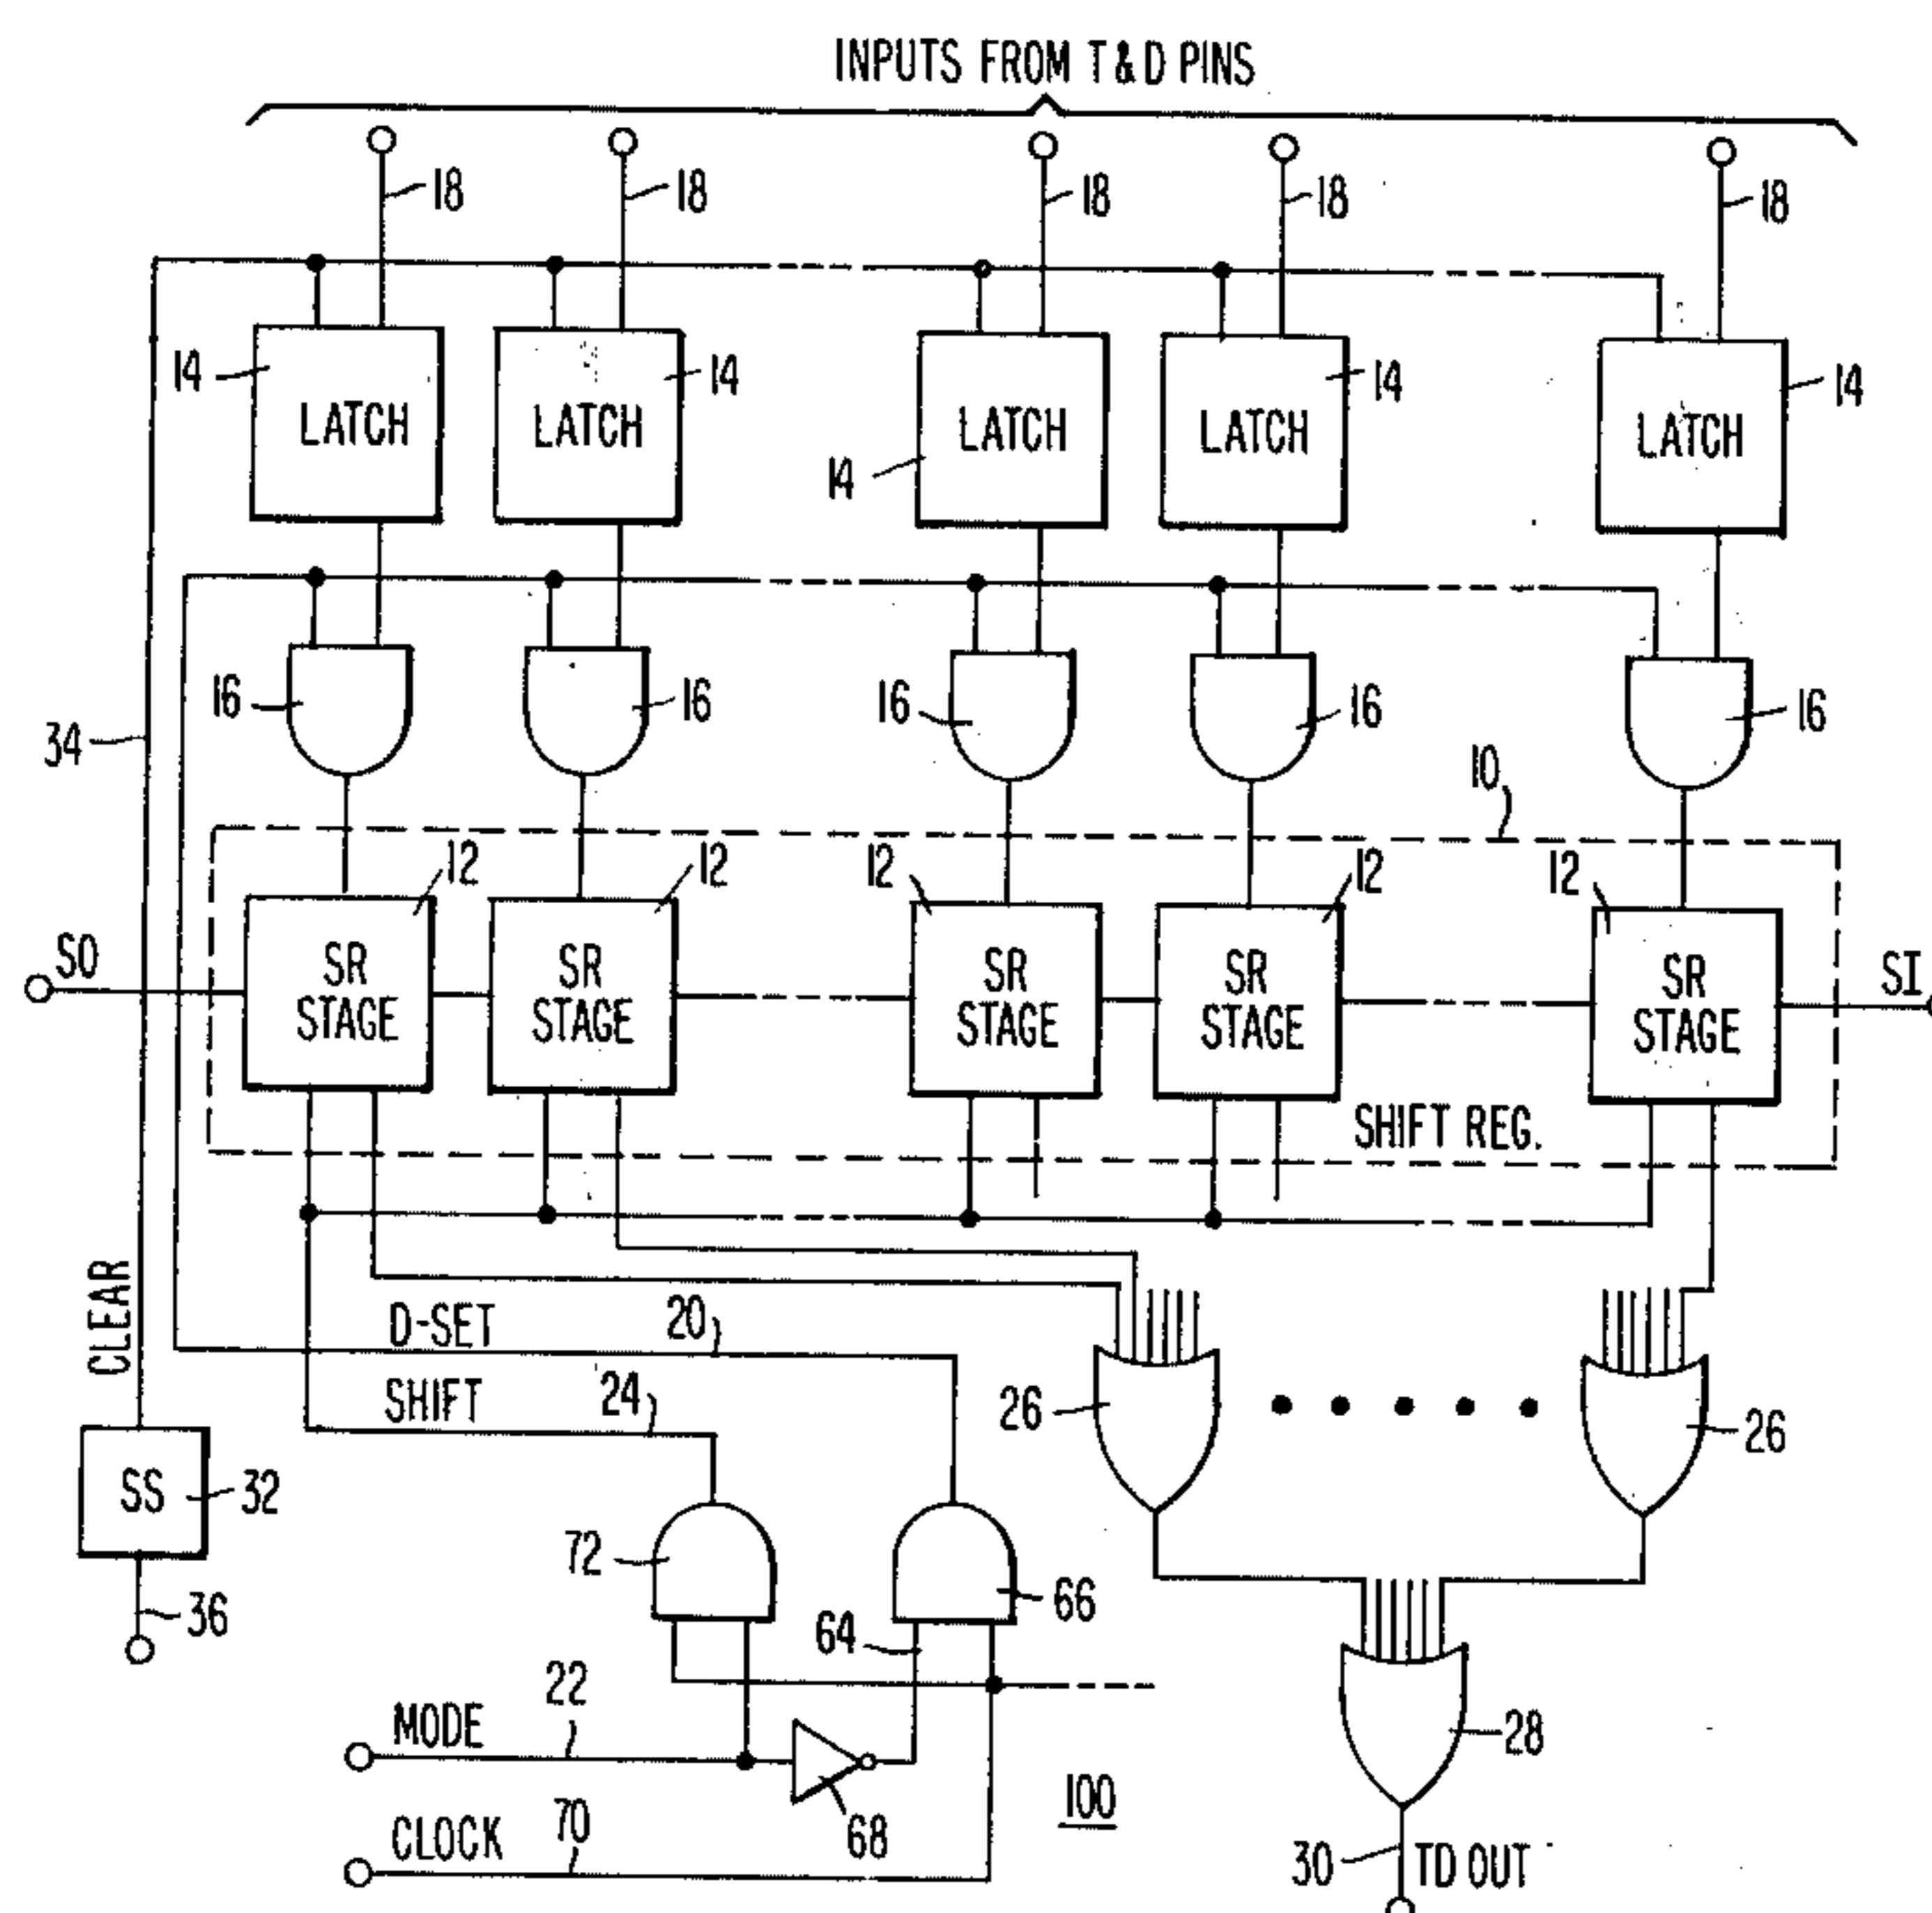 INPUTS FROM T & D PINS
18 18 18 18 18
14 LATCH LATCH 14 14 LATCH LATCH 14 LATCH 14
34 16 16 16 16 16
10
12 12 12 12 12
SO SR STAGE SR STAGE SR STAGE SR STAGE SR STAGE SI
SHIFT REG.
CLEAR
D-SET 20
SHIFT 24
26 26
SS 32
72 66
36 64
MODE 22
68
28
CLOCK 70
100
30 TD OUT